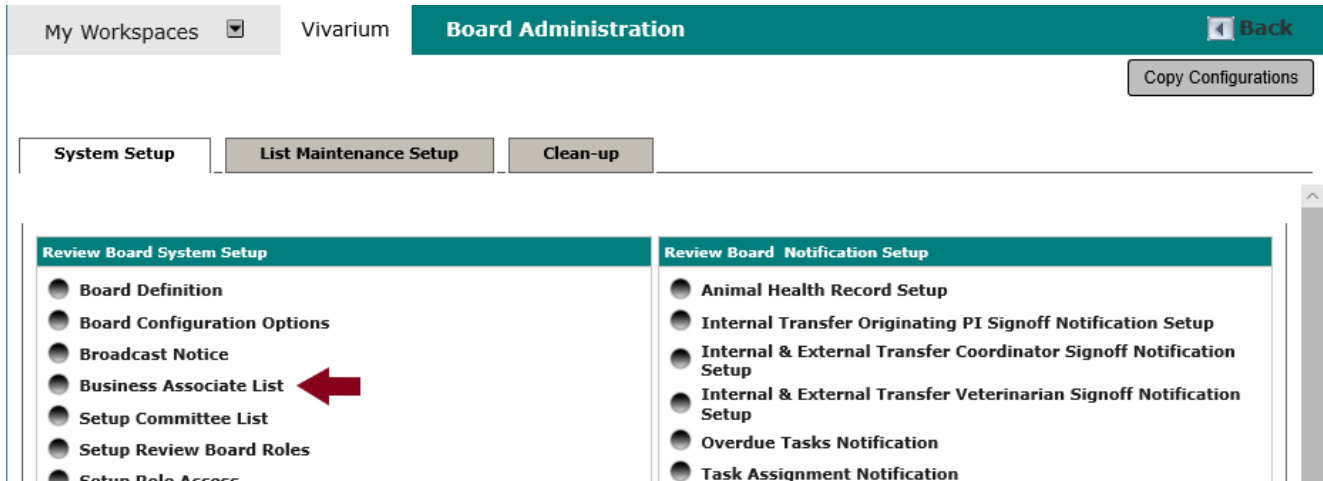 My Workspaces Vivarium Board Administration Back
Copy Configurations
System Setup List Maintenance Setup Clean-up
Review Board System Setup
Board Definition
Board Configuration Options
Broadcast Notice
Business Associate List
Setup Committee List
Setup Review Board Roles
Setup Role Access
Review Board Notification Setup
Animal Health Record Setup
Internal Transfer Originating PI Signoff Notification Setup
Internal & External Transfer Coordinator Signoff Notification
Setup
Internal & External Transfer Veterinarian Signoff Notification
Setup
Overdue Tasks Notification
Task Assignment Notification